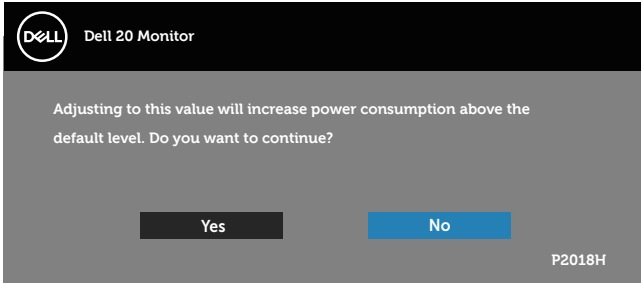 DELL
Dell 20 Monitor
Adjusting to this value will increase power consumption above the
default level. Do you want to continue?
Yes
No
P2018H